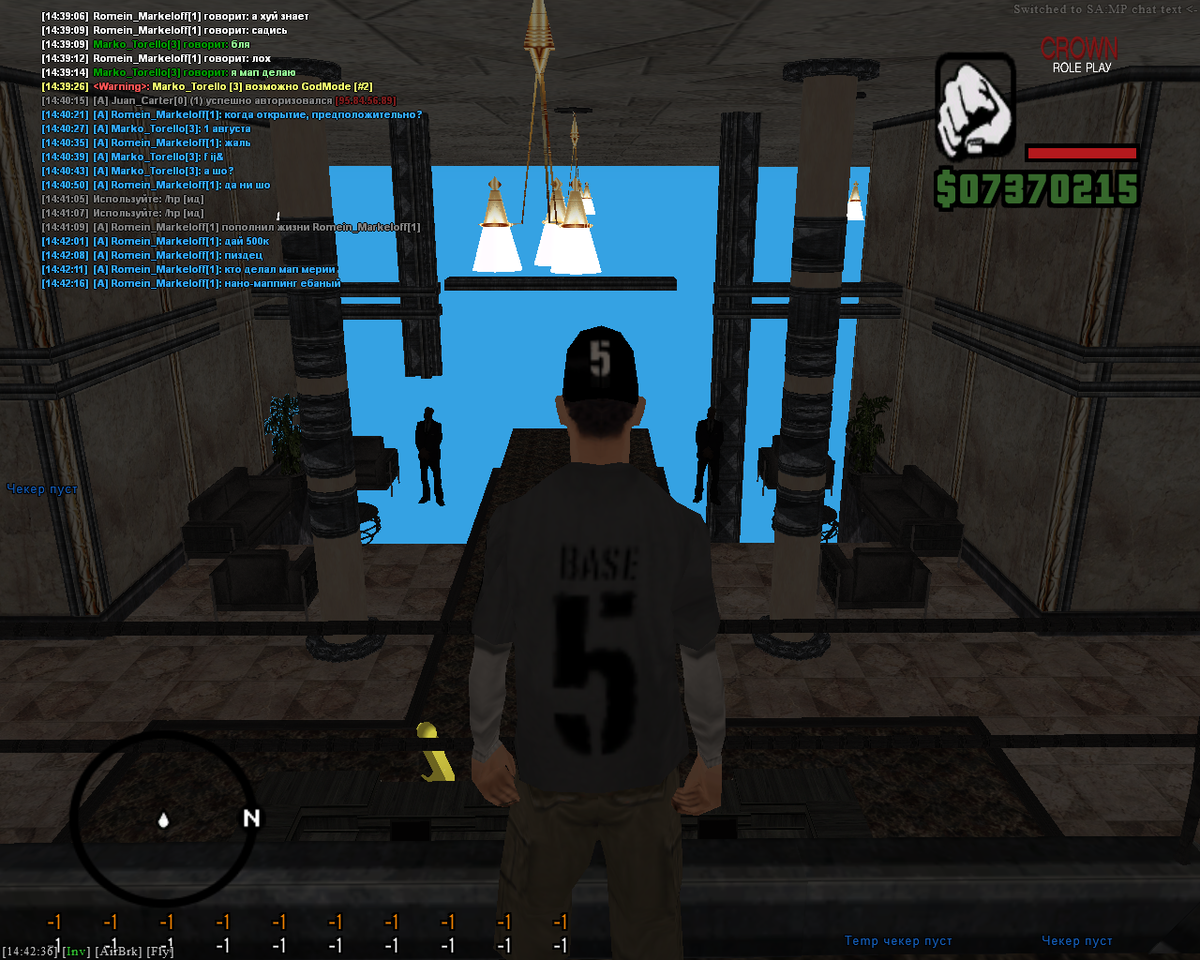 [14:39:06] Romein_Markeloff[1] говорит: а хуй знает
[14:39:09] Romein_Markeloff[1] говорит: садись
[14:39:09] Marko_Torello[3] говорит: бля
[14:39:12] Romein_Markeloff[1] говорит: лох
[14:39:14] Marko_Torello[3] говорит: я мап делаю
[14:39:26] <Warning>: Marko_Torello [3] возможно GodMode [#2]
[14:40:15] [A] Juan_Carter[0] (1) успешно авторизовался [95.84.56.89]
[14:40:21] [A] Romein_Markeloff[1]: когда открытие, предположительно?
[14:40:27] [A] Marko_Torello[3]: 1 августа
[14:40:35] [A] Romein_Markeloff[1]: жаль
[14:40:39] [A] Marko_Torello[3]: f ij&
[14:40:43] [A] Marko_Torello[3]: а шо?
[14:40:50] [A] Romein_Markeloff[1]: да ни шо
[14:41:05] Используйте: /hp [ид]
[14:41:07] Используйте: /hp [ид]
[14:41:09] [A] Romein_Markeloff[1] пополнил жизни Romein_Markeloff[1]
[14:42:01] [A] Romein_Markeloff[1]: дай 500к
[14:42:08] [A] Romein_Markeloff[1]: пиздец
[14:42:11] [A] Romein_Markeloff[1]: кто делал мап мерии
[14:42:16] [A] Romein_Markeloff[1]: нано-маппинг ебаный
Switched to SA:MP chat text <-
CROWN
ROLE PLAY
$07370215
5
Чекер пуст
BASE
5
N
-1 -1 -1 -1 -1 -1 -1 -1 -1 -1
-1 -1 -1 -1 -1 -1 -1 -1 -1 -1
[14:42:36] [Inv] [AirBrk] [Fly]
Temp чекер пуст
Чекер пуст